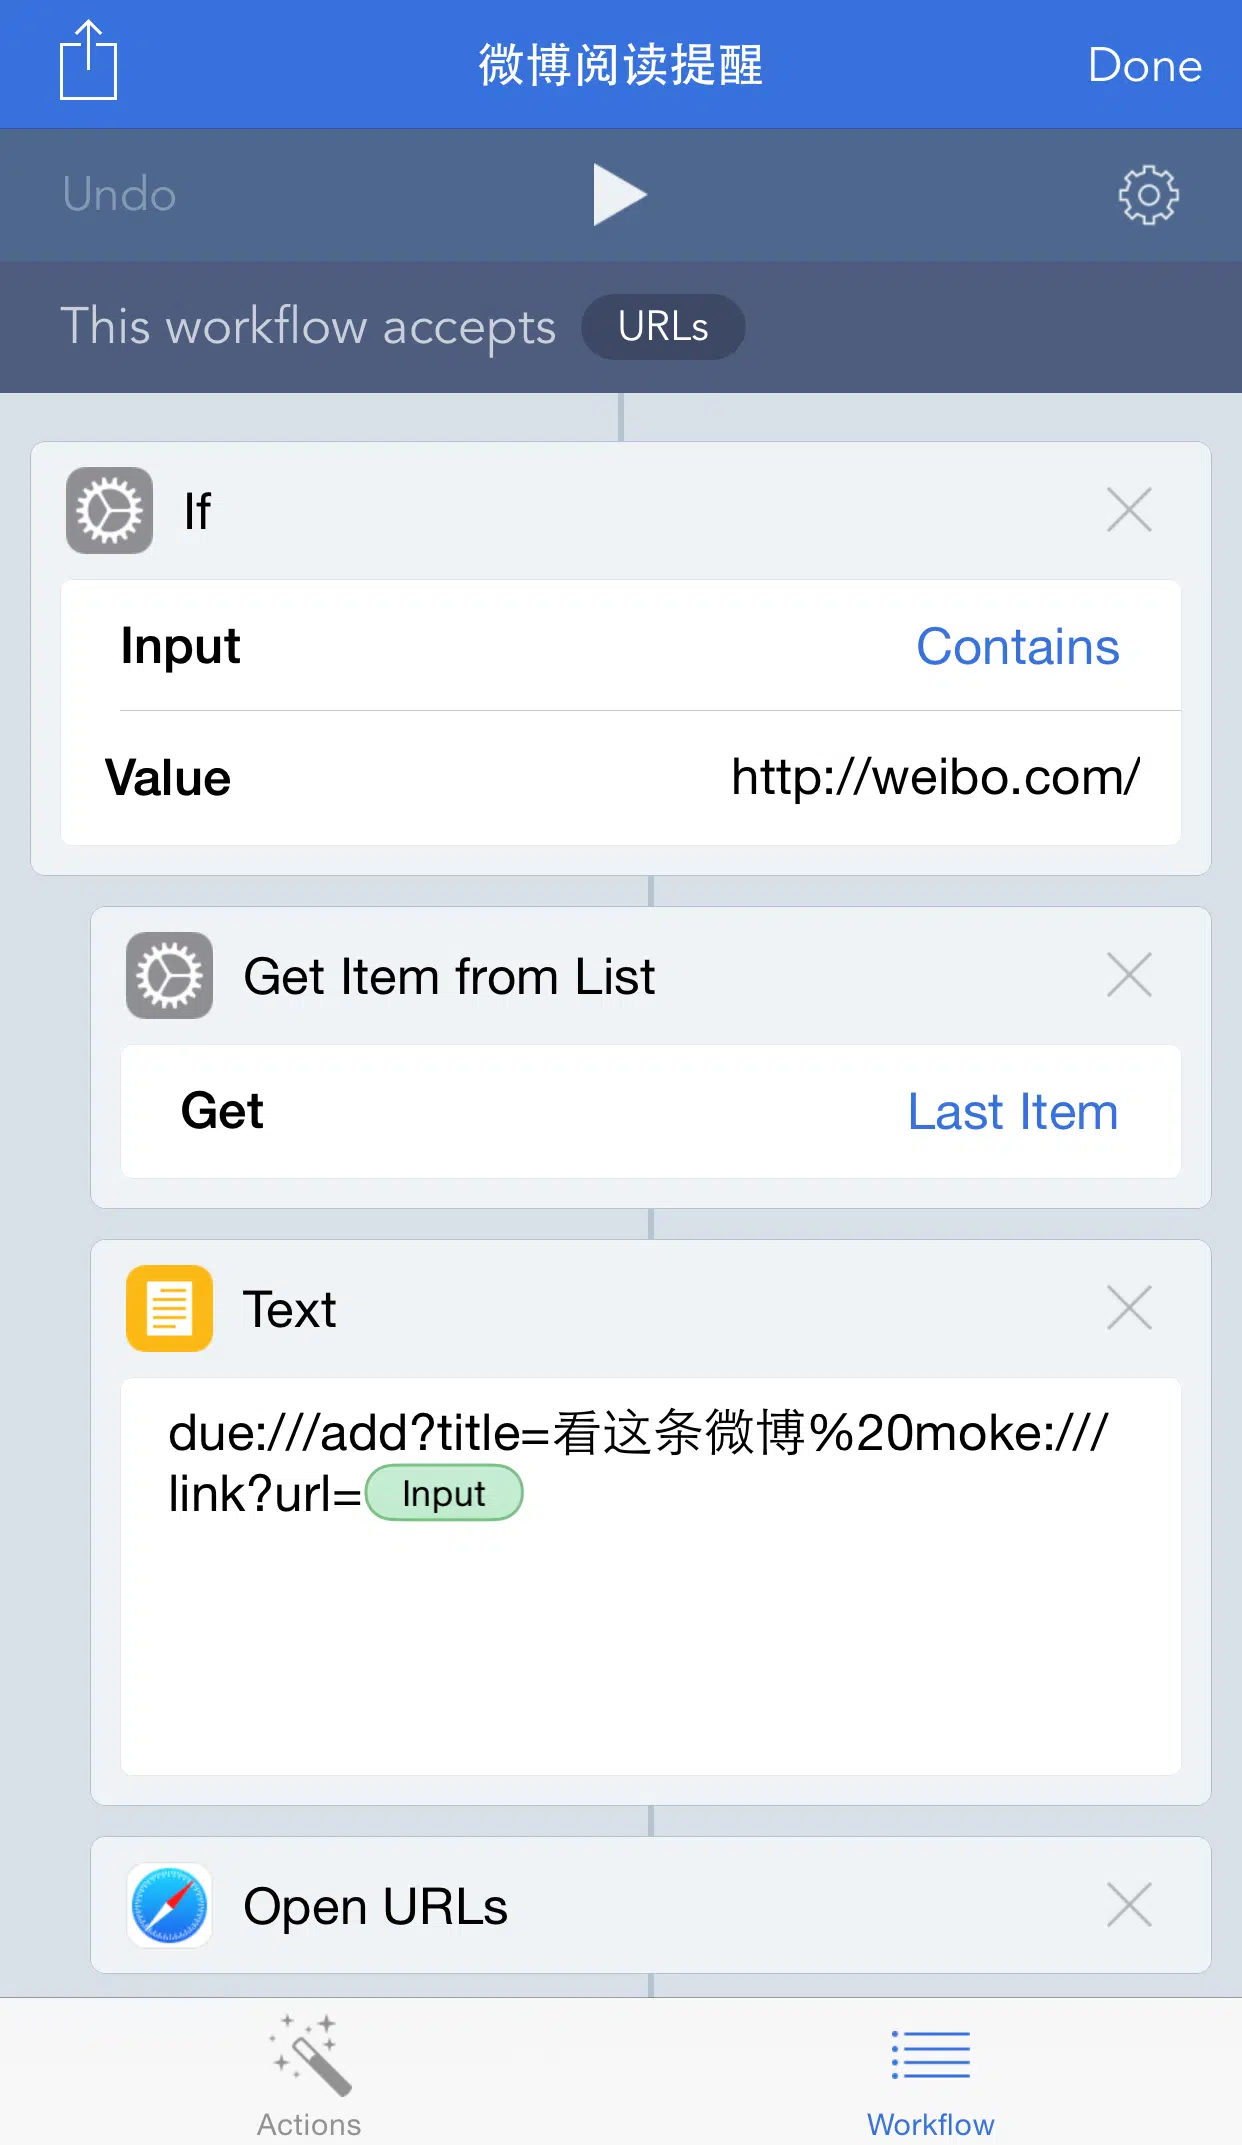 微博阅读提醒
Done
Undo
This workflow accepts URLs
If
Input Contains
Value http://weibo.com/
Get Item from List
Get Last Item
Text
due:///add?title=看这条微博%20moke:///
link?url=Input
Open URLs
Actions
Workflow